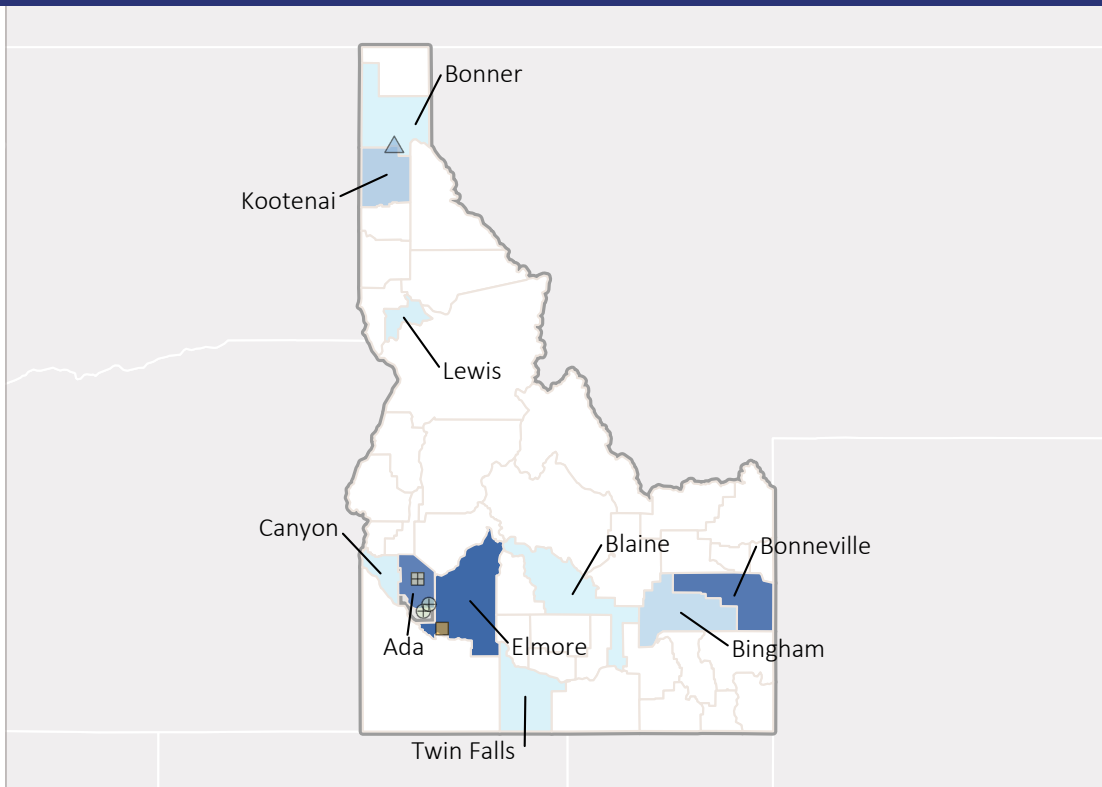 Bonner
Kootenai
Lewis
Canyon
Blaine
Bonneville
Ada
Elmore
Bingham
Twin Falls